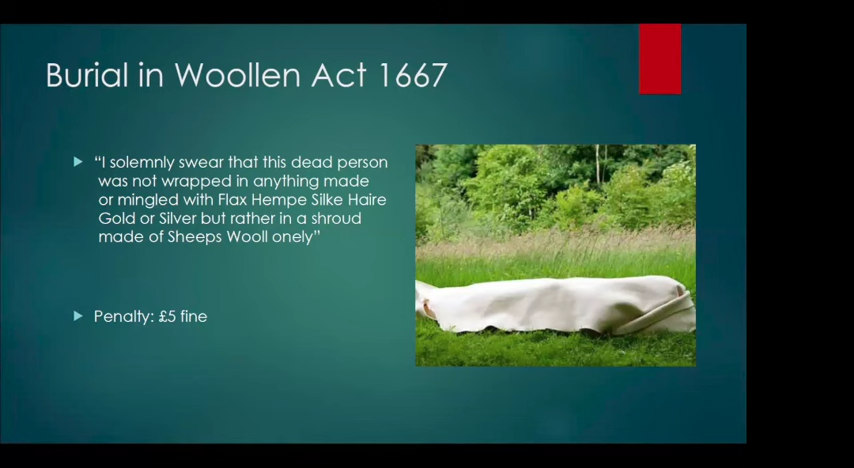 Burial in Woollen Act 1667
“I solemnly swear that this dead person
was not wrapped in anything made
or mingled with Flax Hempe Silke Haire
Gold or Silver but rather in a shroud
made of Sheeps Wooll onely”
Penalty: £5 fine